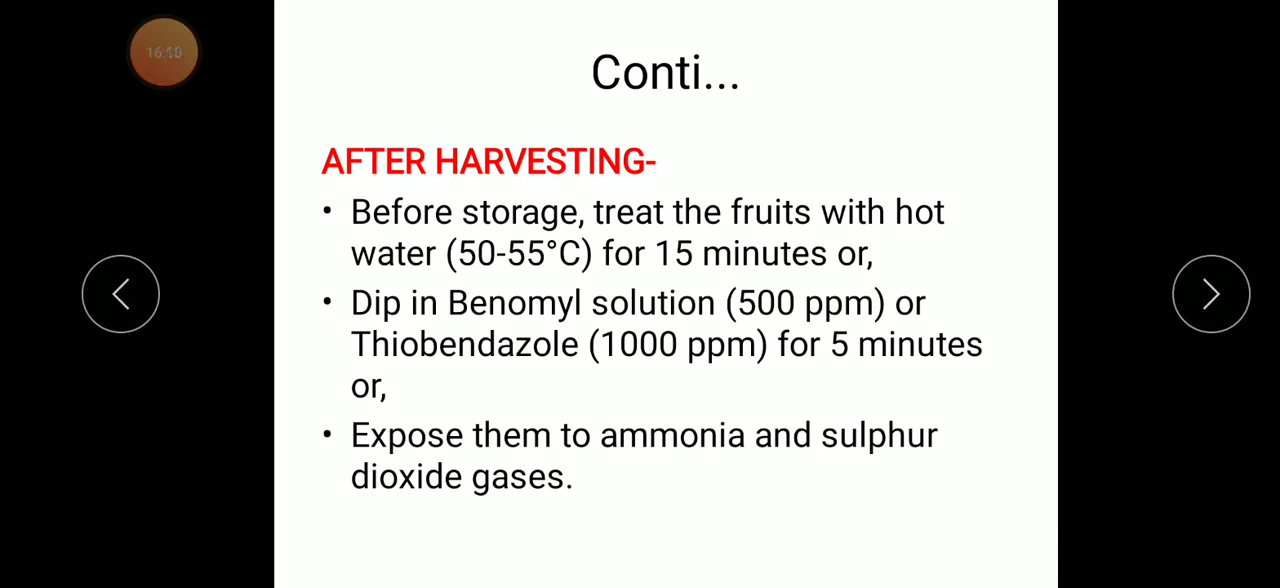 Conti...
AFTER HARVESTING-
• Before storage, treat the fruits with hot
water (50-55°C) for 15 minutes or,
• Dip in Benomyl solution (500 ppm) or
Thiobendazole (1000 ppm) for 5 minutes
or,
• Expose them to ammonia and sulphur
dioxide gases.